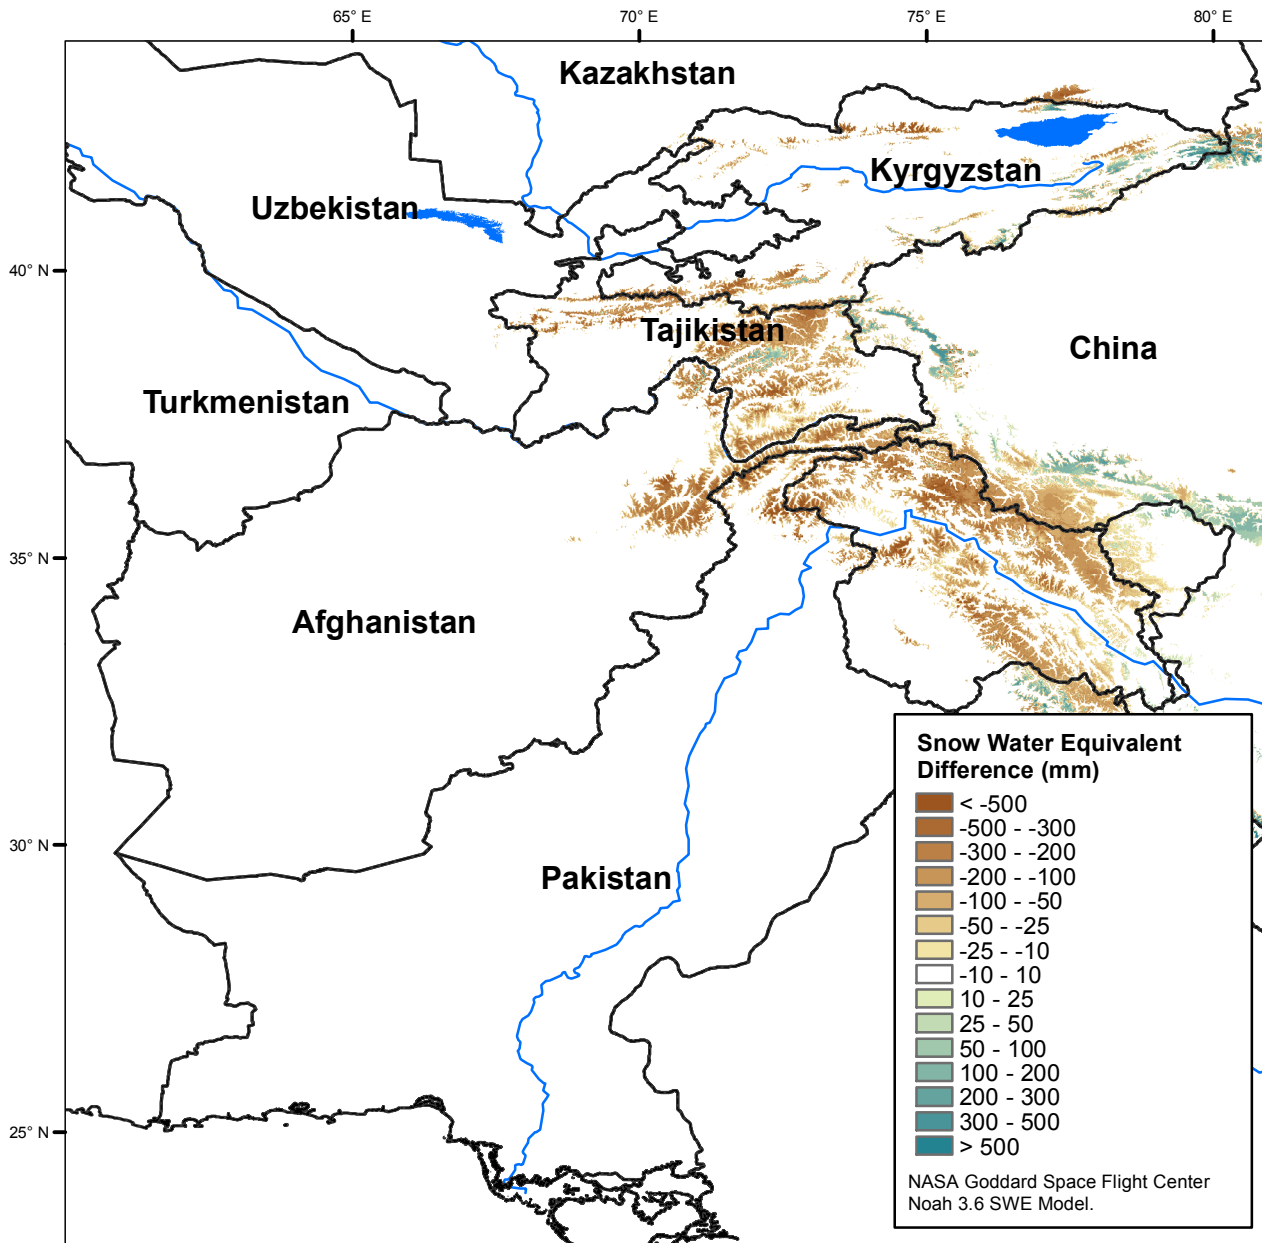 65° E
70° E
75° E
80° E
Kazakhstan
Kyrgyzstan
Uzbekistan
40° N
Tajikistan
China
Turkmenistan
35° N
Afghanistan
30° N
Pakistan
25° N
Snow Water Equivalent
Difference (mm)
< -500
-500 - -300
-300 - -200
-200 - -100
-100 - -50
-50 - -25
-25 - -10
-10 - 10
10 - 25
25 - 50
50 - 100
100 - 200
200 - 300
300 - 500
> 500
NASA Goddard Space Flight Center
Noah 3.6 SWE Model.